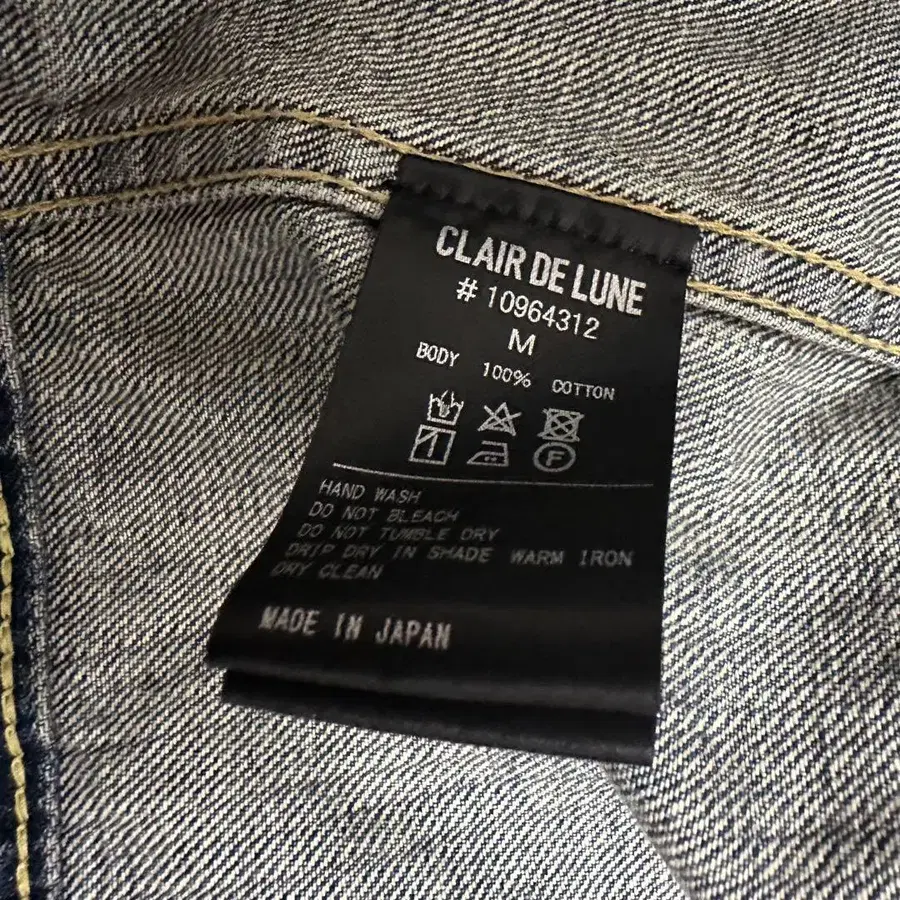 CLAIR DE LUNE
# 10964312
M
BODY 100% COTTON
F
HAND WASH
DO NOT BLEACH
DO NOT TUMBLE DRY
DRIP DRY IN SHADE WARM IRON
DRY CLEAN
MADE IN JAPAN